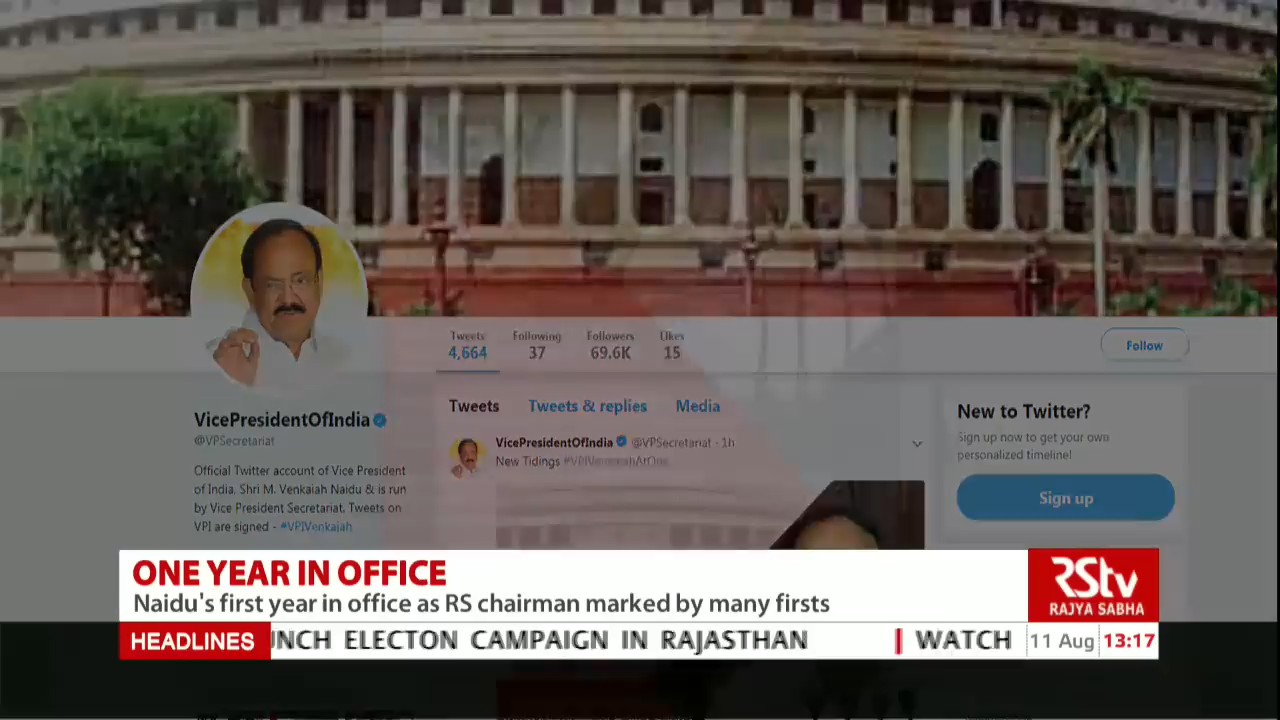 Tweets Following Followers Likes
4,664 37 69.6K 15
Follow
VicePresidentOfIndia
@VPSecretariat
Official Twitter account of Vice President
of India, Shri M. Venkaiah Naidu & is run
by Vice President Secretariat. Tweets on
VPI are signed - #VPIVenkaiah
Tweets Tweets & replies Media
VicePresidentOfIndia @VPSecretariat · 1h
New Tidings
New to Twitter?
Sign up now to get your own
personalized timeline!
Sign up
ONE YEAR IN OFFICE
Naidu's first year in office as RS chairman marked by many firsts
RStv
RAJYA SABHA
HEADLINES UNCH ELECTON CAMPAIGN IN RAJASTHAN WATCH 11 Aug 13:17